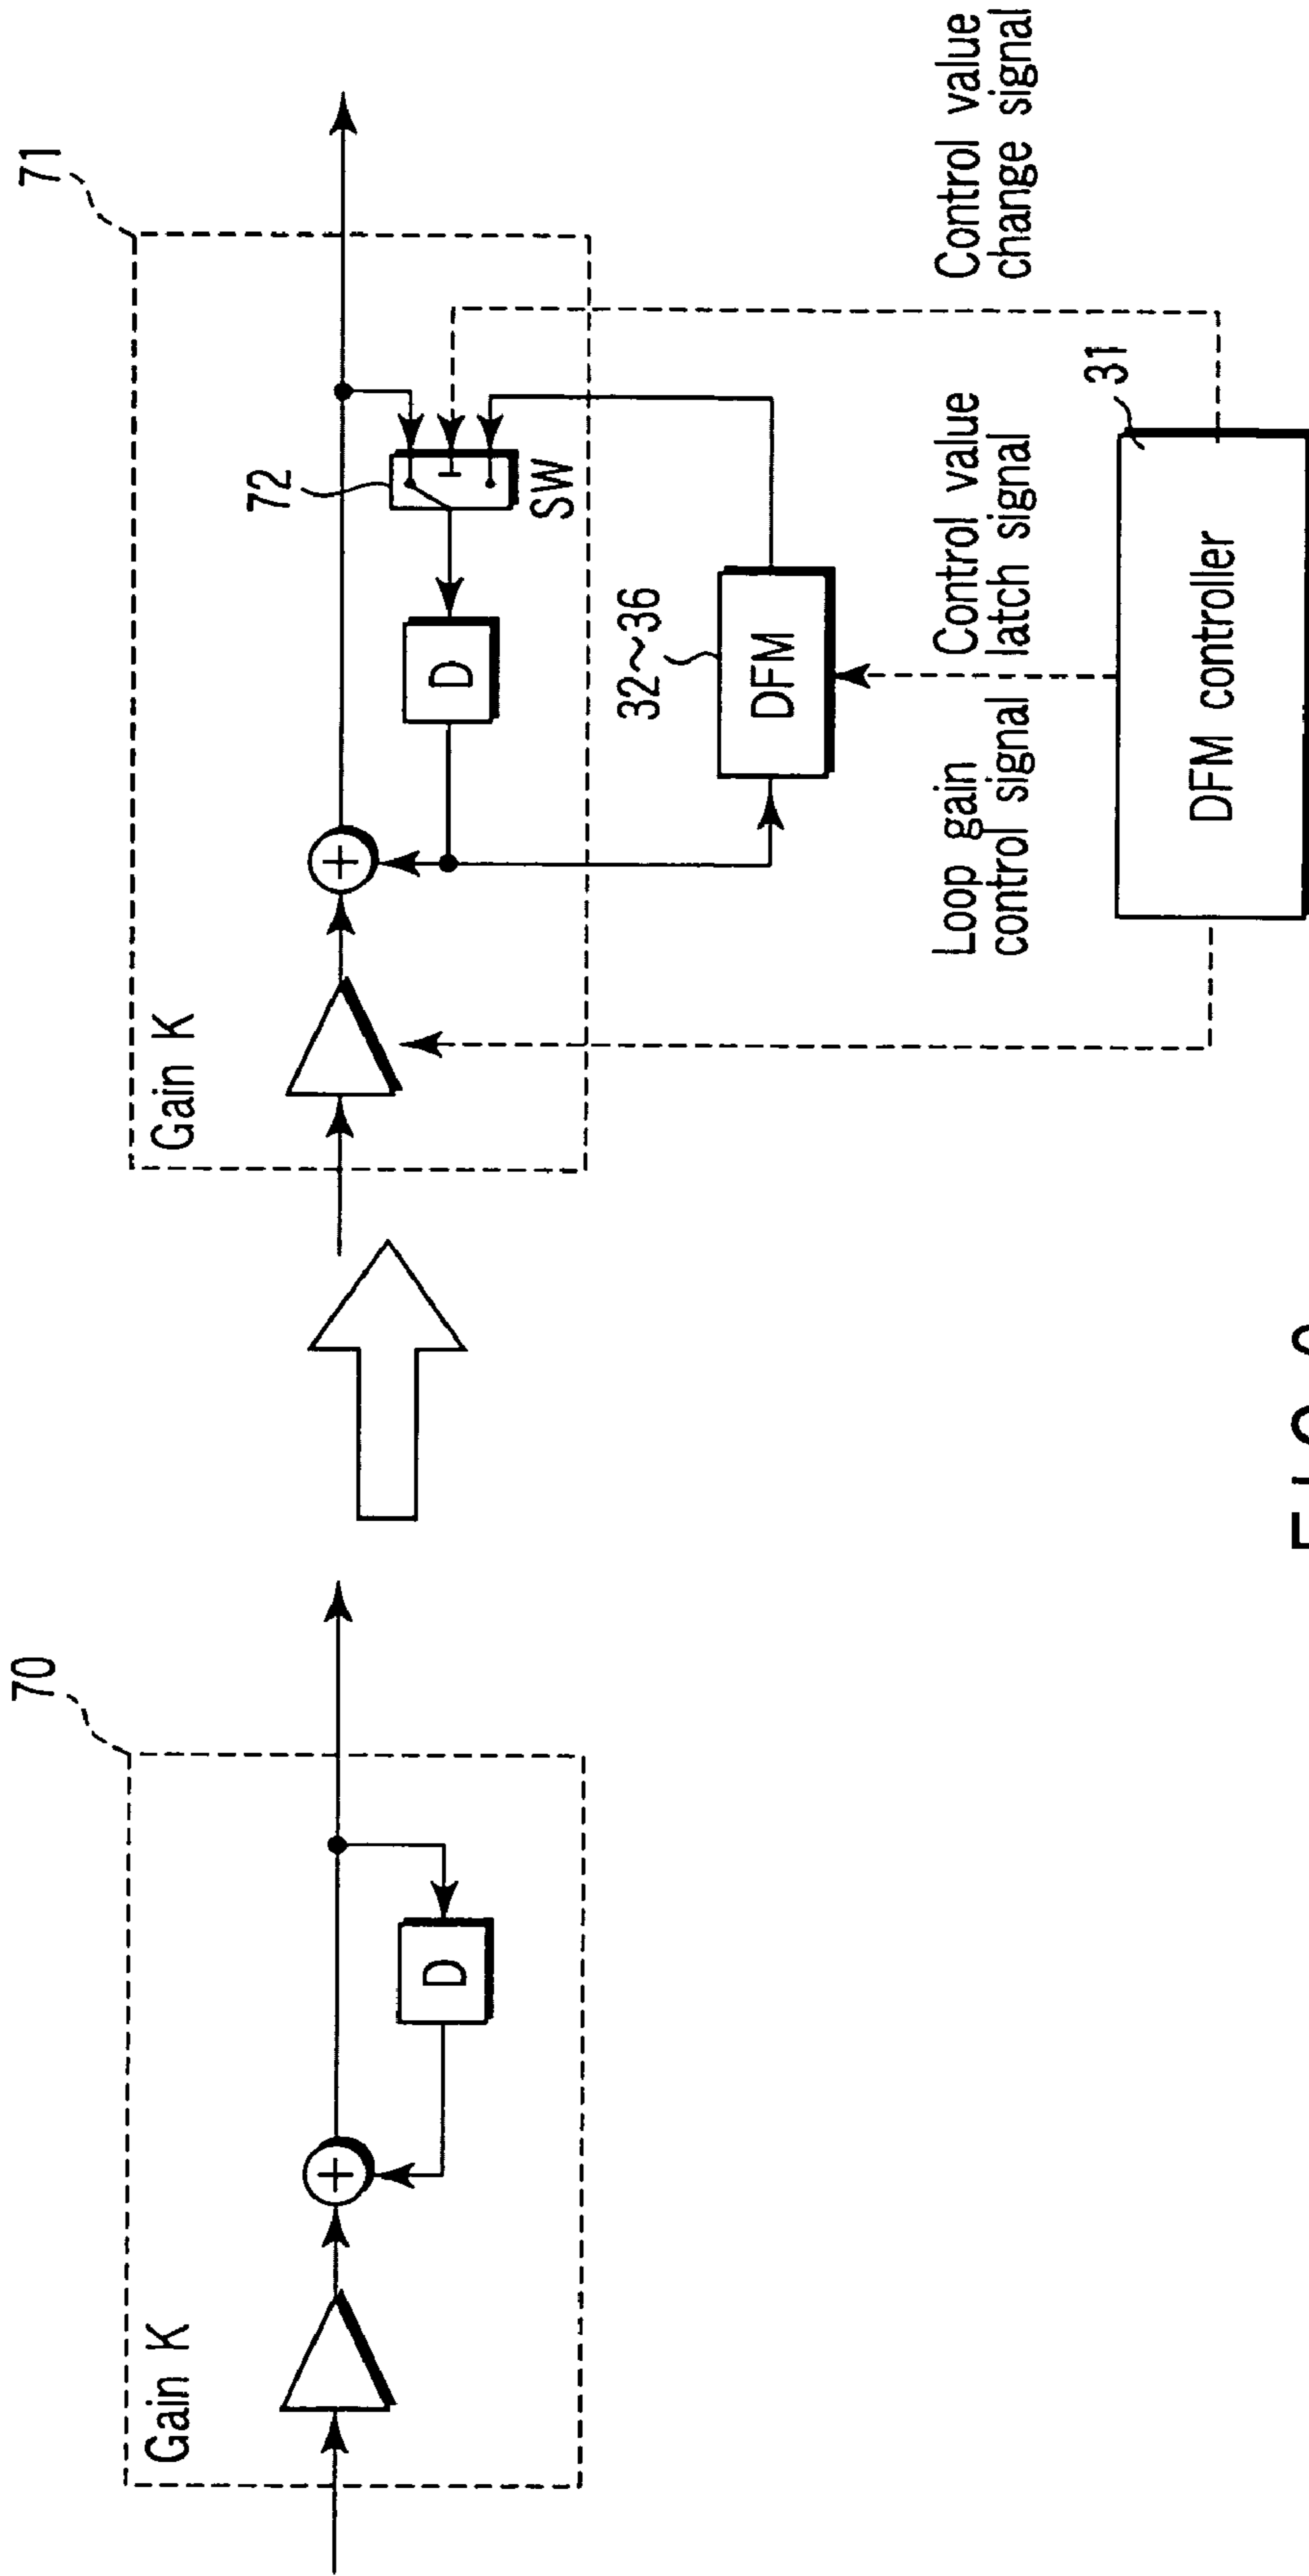 70
Gain K
D
71
Gain K
72
SW
D
32~36
DFM
Loop gain
control signal
Control value
latch signal
Control value
change signal
31
DFM controller